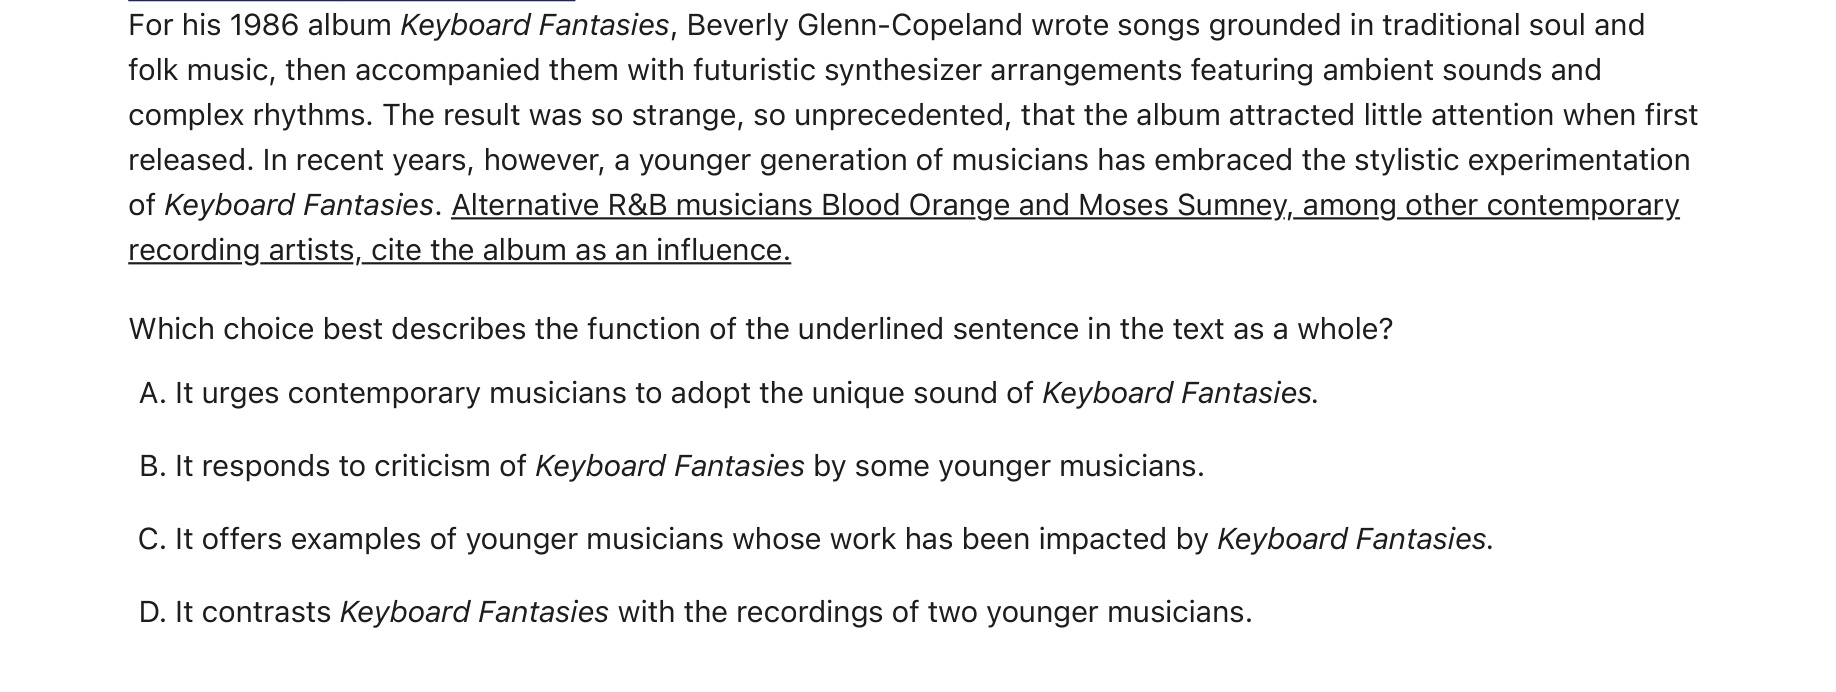 For his 1986 album Keyboard Fantasies, Beverly Glenn-Copeland wrote songs grounded in traditional soul and
folk music, then accompanied them with futuristic synthesizer arrangements featuring ambient sounds and
complex rhythms. The result was so strange, so unprecedented, that the album attracted little attention when first
released. In recent years, however, a younger generation of musicians has embraced the stylistic experimentation
of Keyboard Fantasies. Alternative R&B musicians Blood Orange and Moses Sumney, among other contemporary
recording artists, cite the album as an influence.
Which choice best describes the function of the underlined sentence in the text as a whole?
A. It urges contemporary musicians to adopt the unique sound of Keyboard Fantasies.
B. It responds to criticism of Keyboard Fantasies by some younger musicians.
C. It offers examples of younger musicians whose work has been impacted by Keyboard Fantasies.
D. It contrasts Keyboard Fantasies with the recordings of two younger musicians.